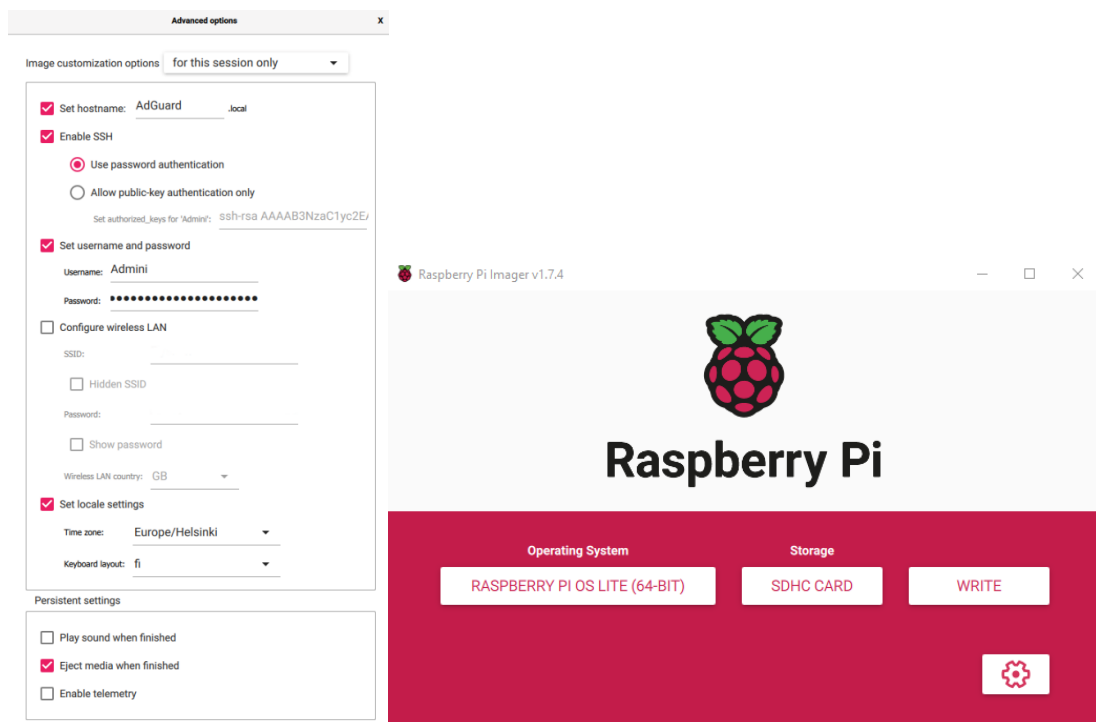 Advanced options
X
Image customization options for this session only
Set hostname: AdGuard .local
Enable SSH
Use password authentication
Allow public-key authentication only
Set authorized_keys for 'Admini': ssh-rsa AAAAB3NzaC1yc2EA
Set username and password
Username: Admini
Password: ••••••••••••••••••••••
Configure wireless LAN
SSID:
Hidden SSID
Password:
Show password
Wireless LAN country: GB
Set locale settings
Time zone: Europe/Helsinki
Keyboard layout: fi
Persistent settings
Play sound when finished
Eject media when finished
Enable telemetry
Raspberry Pi Imager v1.7.4
Raspberry Pi
Operating System Storage
RASPBERRY PI OS LITE (64-BIT) SDHC CARD WRITE